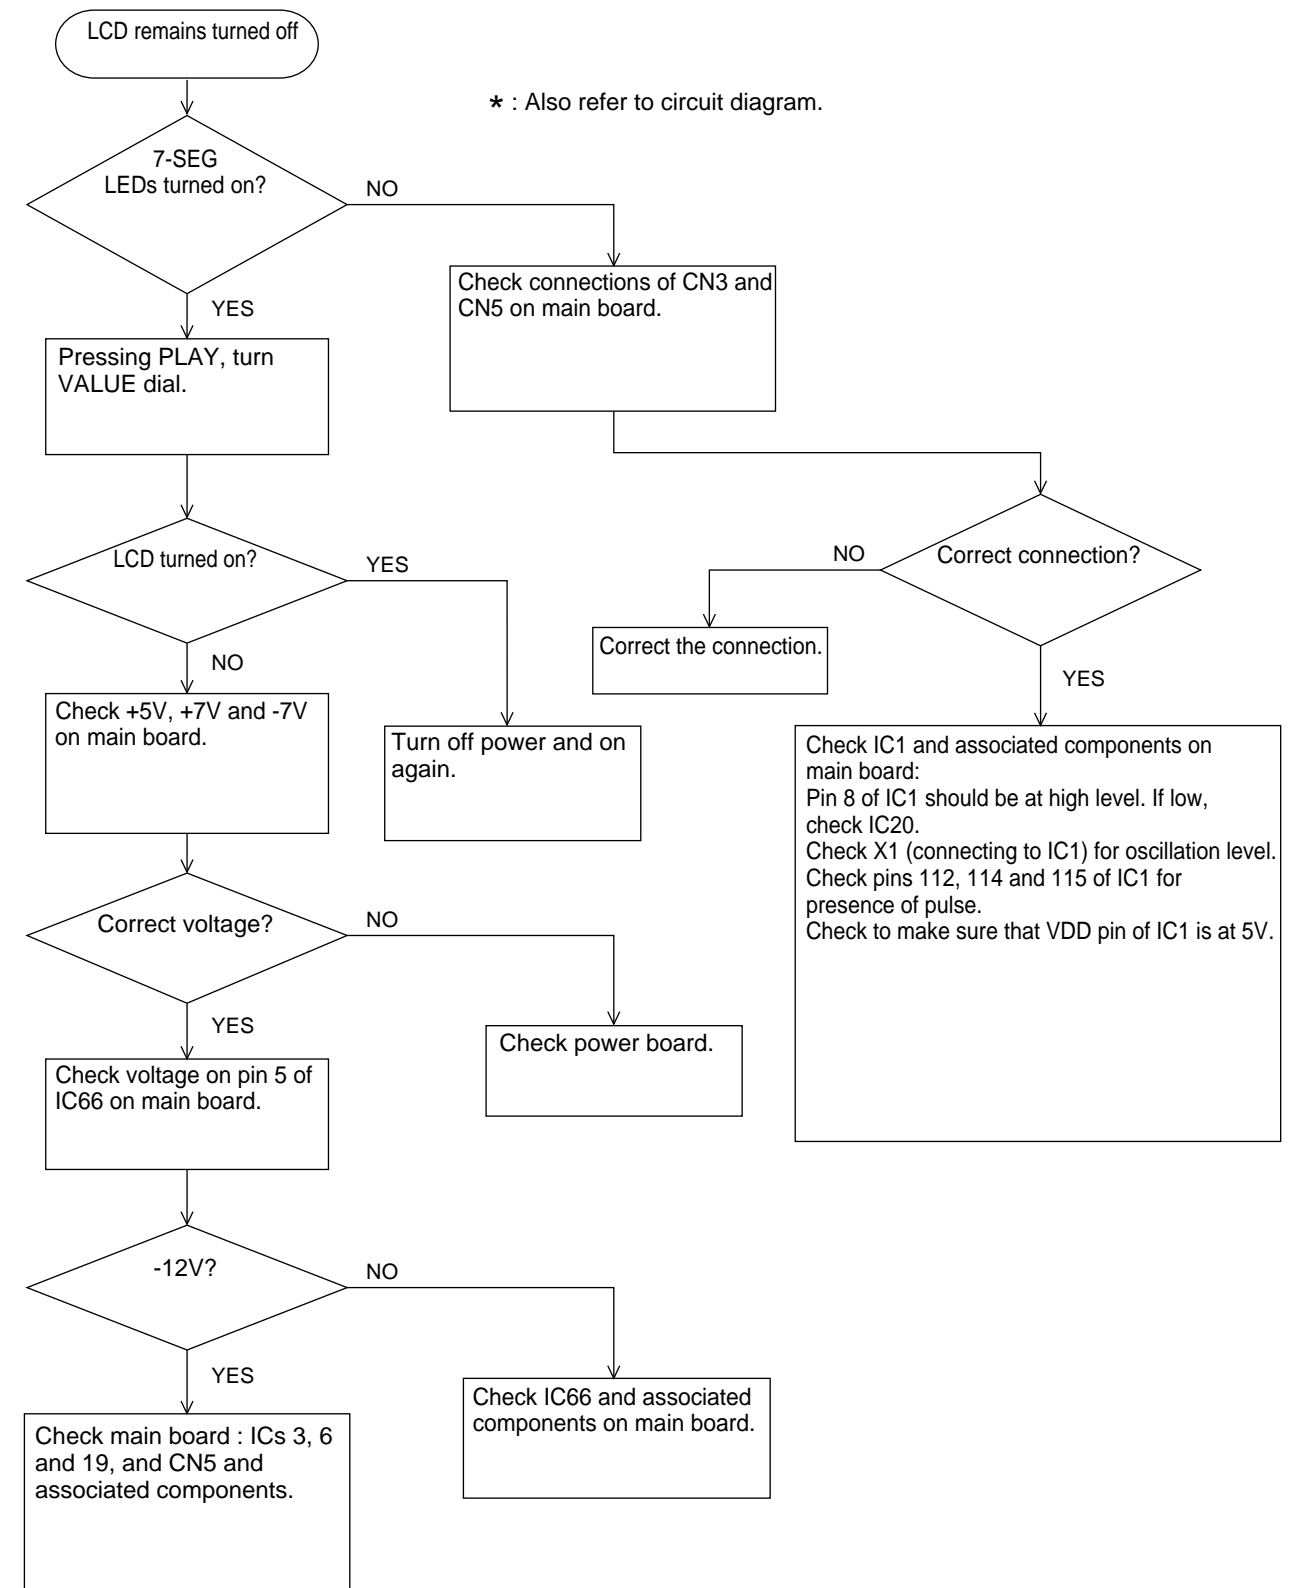 LCD remains turned off
* : Also refer to circuit diagram.
7-SEG
LEDs turned on?
NO
YES
Check connections of CN3 and
CN5 on main board.
Pressing PLAY, turn
VALUE dial.
LCD turned on?
YES
NO
Correct connection?
NO
YES
Correct the connection.
Check +5V, +7V and -7V
on main board.
Turn off power and on
again.
Check IC1 and associated components on
main board:
Pin 8 of IC1 should be at high level. If low,
check IC20.
Check X1 (connecting to IC1) for oscillation level.
Check pins 112, 114 and 115 of IC1 for
presence of pulse.
Check to make sure that VDD pin of IC1 is at 5V.
Correct voltage?
NO
YES
Check power board.
Check voltage on pin 5 of
IC66 on main board.
-12V?
NO
YES
Check IC66 and associated
components on main board.
Check main board : ICs 3, 6
and 19, and CN5 and
associated components.